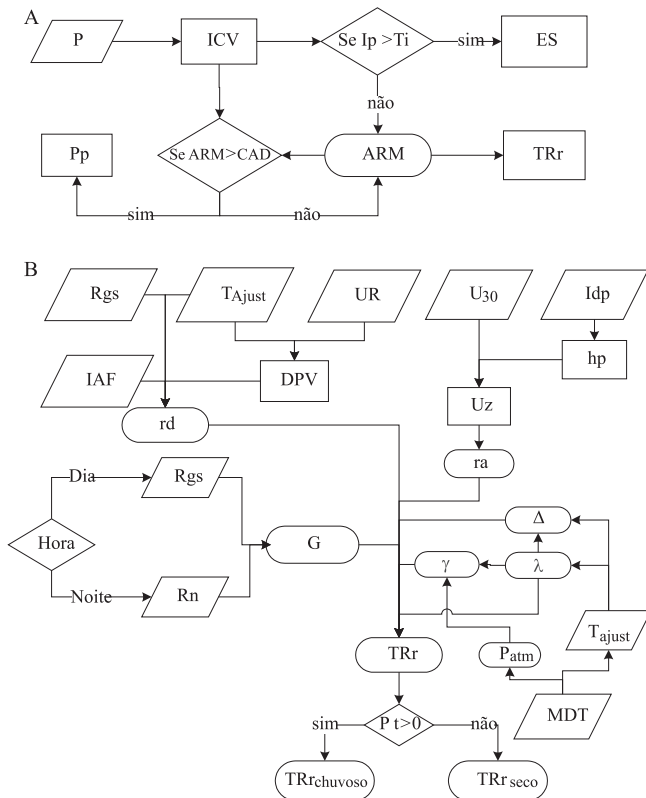 A
P
ICV
Se Ip >Ti
sim
ES
não
Pp
Se ARM>CAD
ARM
TRr
sim
não
B
Rgs
TAjust
UR
U30
Idp
IAF
DPV
hp
rd
Uz
ra
Dia
Rgs
Hora
G
Δ
γ
λ
Noite
Rn
TRr
Patm
Tajust
MDT
sim
P t>0
não
TRrchuvoso
TRr seco